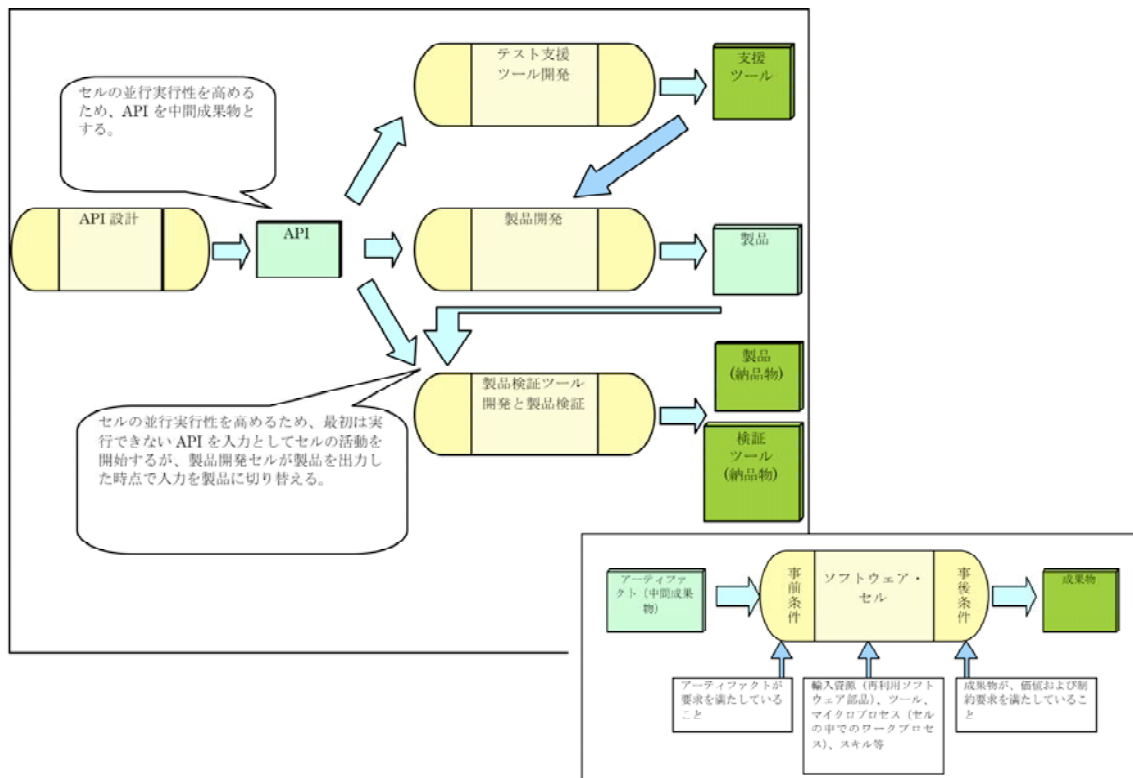 テスト支援
ツール開発
支援
ツール
セルの並行実行性を高める
ため、API を中間成果物と
する。
API 設計
API
製品開発
製品
製品検証ツール
開発と製品検証
製品
(納品物)
検証
ツール
(納品物)
セルの並行実行性を高めるため、最初は実
行できない API を入力としてセルの活動を
開始するが、製品開発セルが製品を出力し
た時点で入力を製品に切り替える。
アーティファ
クト（中間成果
物）
事前条件
ソフトウェア・
セル
事後条件
成果物
アーティファクトが
要求を満たしている
こと
輸入資源（再利用ソフト
ウェア部品）、ツール、
マイクロプロセス（セル
の中でのワークプロセ
ス）、スキル等
成果物が、価値および制
約要求を満たしているこ
と